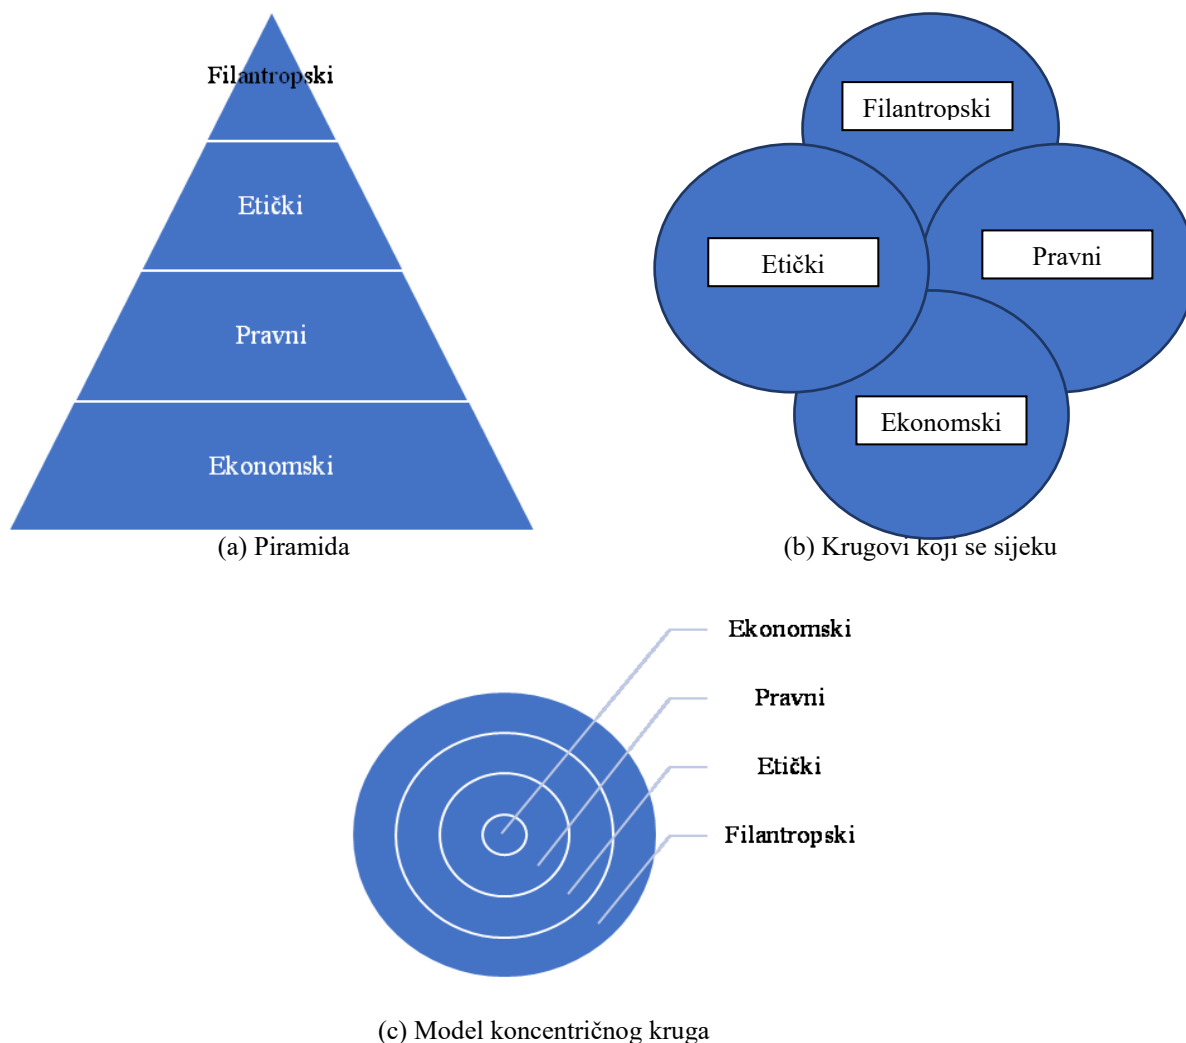 Filantropski
Etički
Pravni
Ekonomski
(a) Piramida
Filantropski
Etički
Pravni
Ekonomski
(b) Krugovi koji se sijeku
Ekonomski
Pravni
Etički
Filantropski
(c) Model koncentričnog kruga